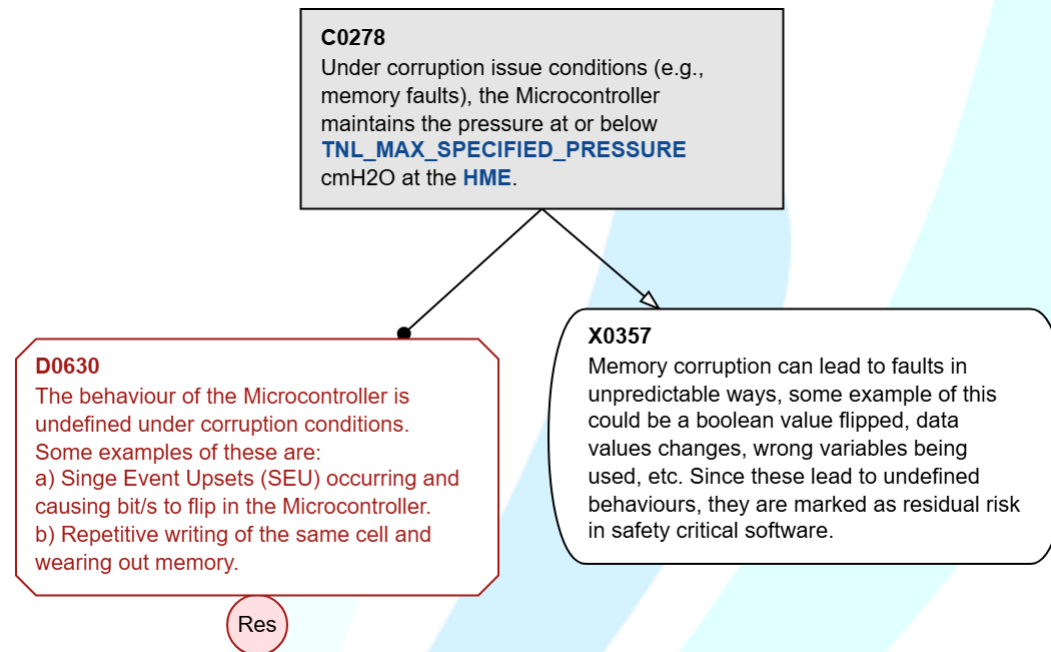 C0278
Under corruption issue conditions (e.g.,
memory faults), the Microcontroller
maintains the pressure at or below
TNL_MAX_SPECIFIED_PRESSURE
cmH2O at the HME.
D0630
The behaviour of the Microcontroller is
undefined under corruption conditions.
Some examples of these are:
a) Singe Event Upsets (SEU) occurring and
causing bit/s to flip in the Microcontroller.
b) Repetitive writing of the same cell and
wearing out memory.
Res
X0357
Memory corruption can lead to faults in
unpredictable ways, some example of this
could be a boolean value flipped, data
values changes, wrong variables being
used, etc. Since these lead to undefined
behaviours, they are marked as residual risk
in safety critical software.